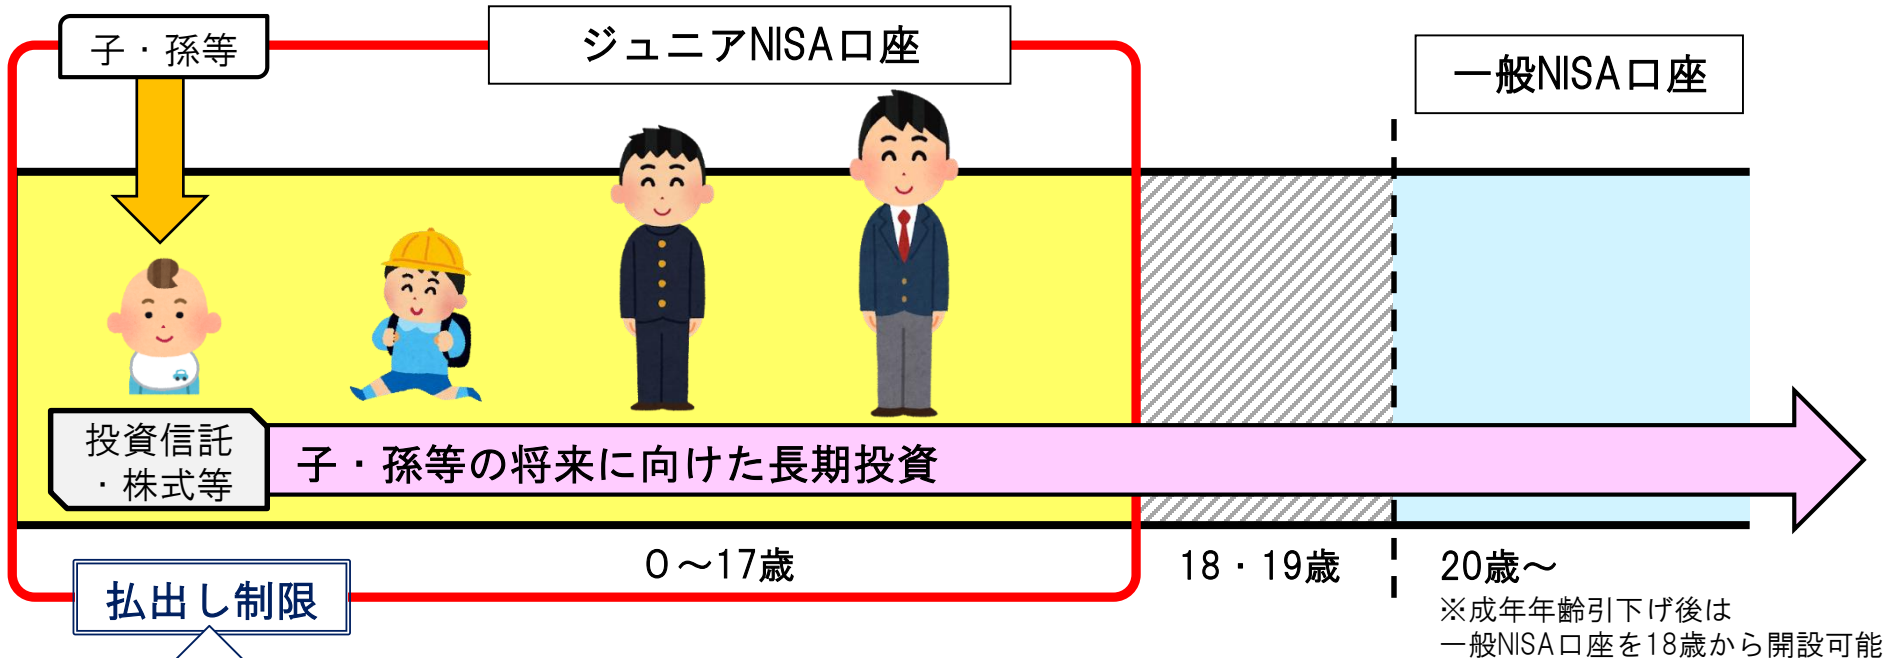 子・孫等
ジュニアNISA口座
一般NISA口座
投資信託
・株式等
子・孫等の将来に向けた長期投資
0～17歳
18・19歳
20歳～
払出し制限
※成年年齢引下げ後は
一般NISA口座を18歳から開設可能